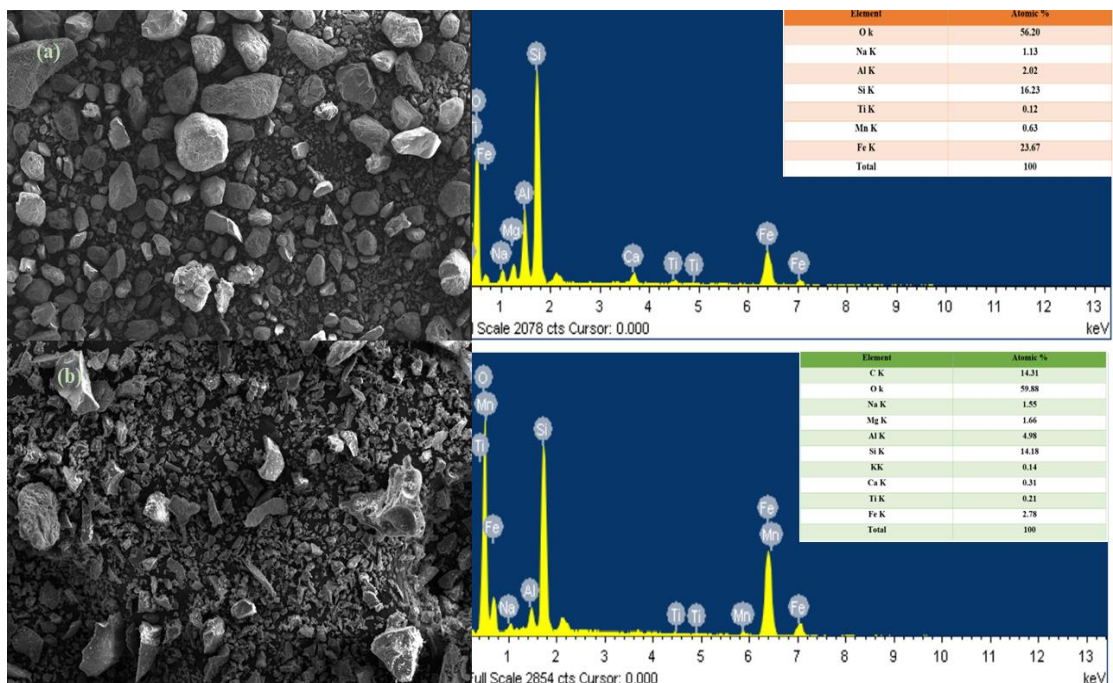 (a)
Element Atomic %
O k 56.20
Na K 1.13
Al K 2.02
Si K 16.23
Ti K 0.12
Mn K 0.63
Fe K 23.67
Total 100
Si
O
Fe
Al
Mg
Na
Ca
Ti
Ti
Fe
Fe
1 2 3 4 5 6 7 8 9 10 11 12 13
l Scale 2078 cts Cursor: 0.000 keV
(b)
Element Atomic %
C K 14.31
O k 59.88
Na K 1.55
Mg K 1.66
Al K 4.98
Si K 14.18
KK 0.14
Ca K 0.31
Ti K 0.21
Fe K 2.78
Total 100
O
Mn
Ti
Si
Fe
Na
Al
Ti
Ti
Mn
Fe
Mn
Fe
1 2 3 4 5 6 7 8 9 10 11 12 13
Full Scale 2854 cts Cursor: 0.000 keV